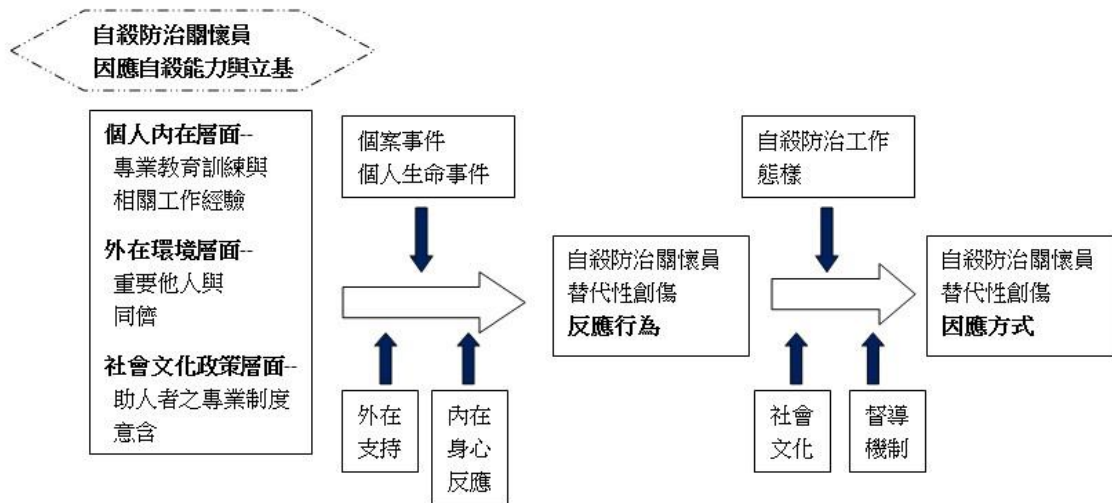 自殺防治關懷員
因應自殺能力與立基
個人內在層面--
專業教育訓練與
相關工作經驗
外在環境層面--
重要他人與
同儕
社會文化政策層面--
助人者之專業制度
意含
個案事件
個人生命事件
外在
支持
內在
身心
反應
自殺防治關懷員
替代性創傷
反應行為
自殺防治工作
態樣
社會
文化
督導
機制
自殺防治關懷員
替代性創傷
因應方式